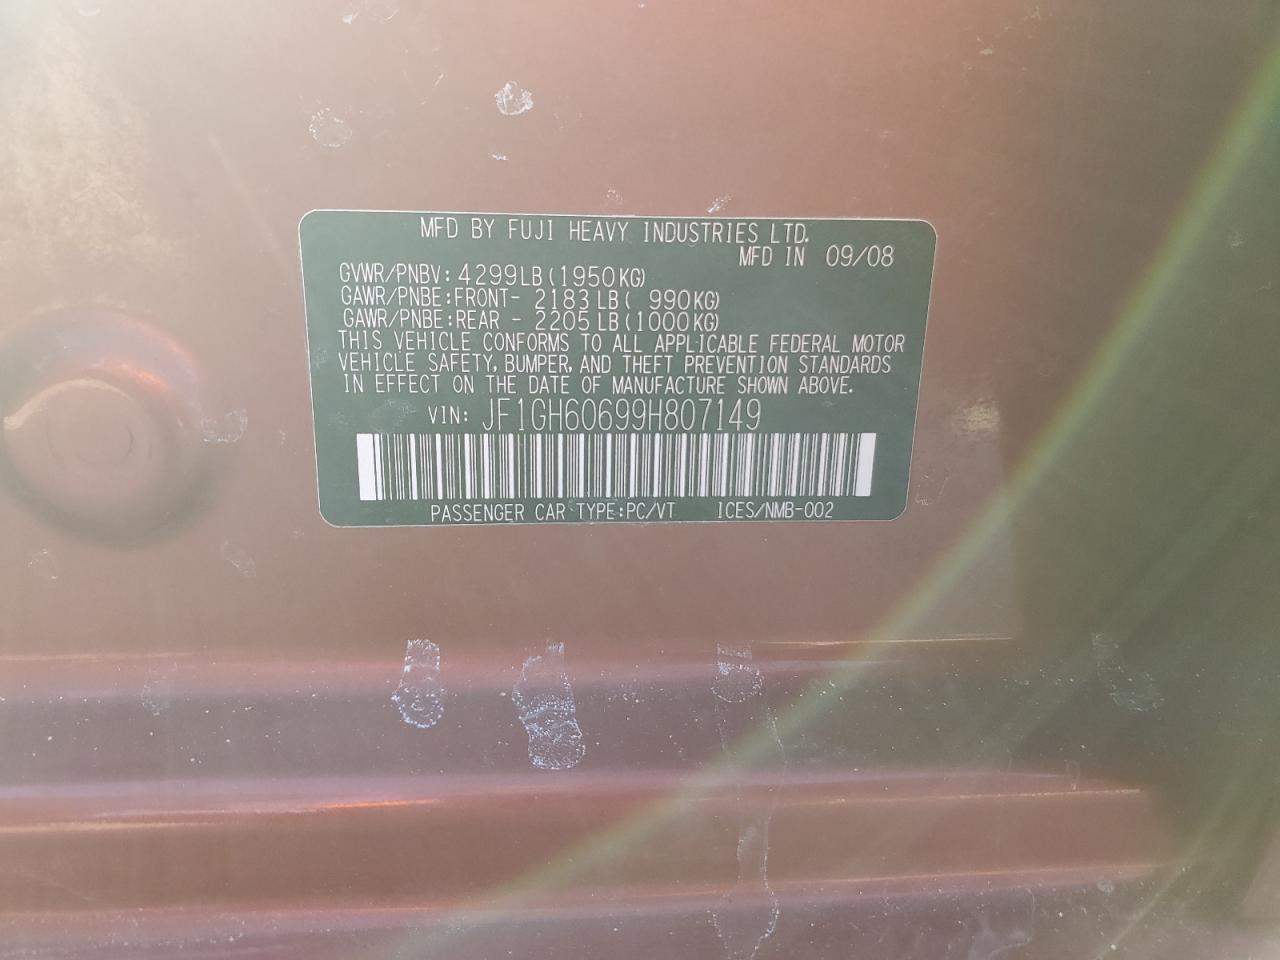 MFD BY FUJI HEAVY INDUSTRIES LTD.
MFD IN 09/08
GVWR/PNBV: 4299LB(1950KG)
GAWR/PNBE:FRONT- 2183LB( 990KG)
GAWR/PNBE:REAR - 2205LB(1000KG)
THIS VEHICLE CONFORMS TO ALL APPLICABLE FEDERAL MOTOR
VEHICLE SAFETY, BUMPER, AND THEFT PREVENTION STANDARDS
IN EFFECT ON THE DATE OF MANUFACTURE SHOWN ABOVE.
VIN: JF1GH60699H807149
PASSENGER CAR TYPE:PC/VT ICES/NMB-002